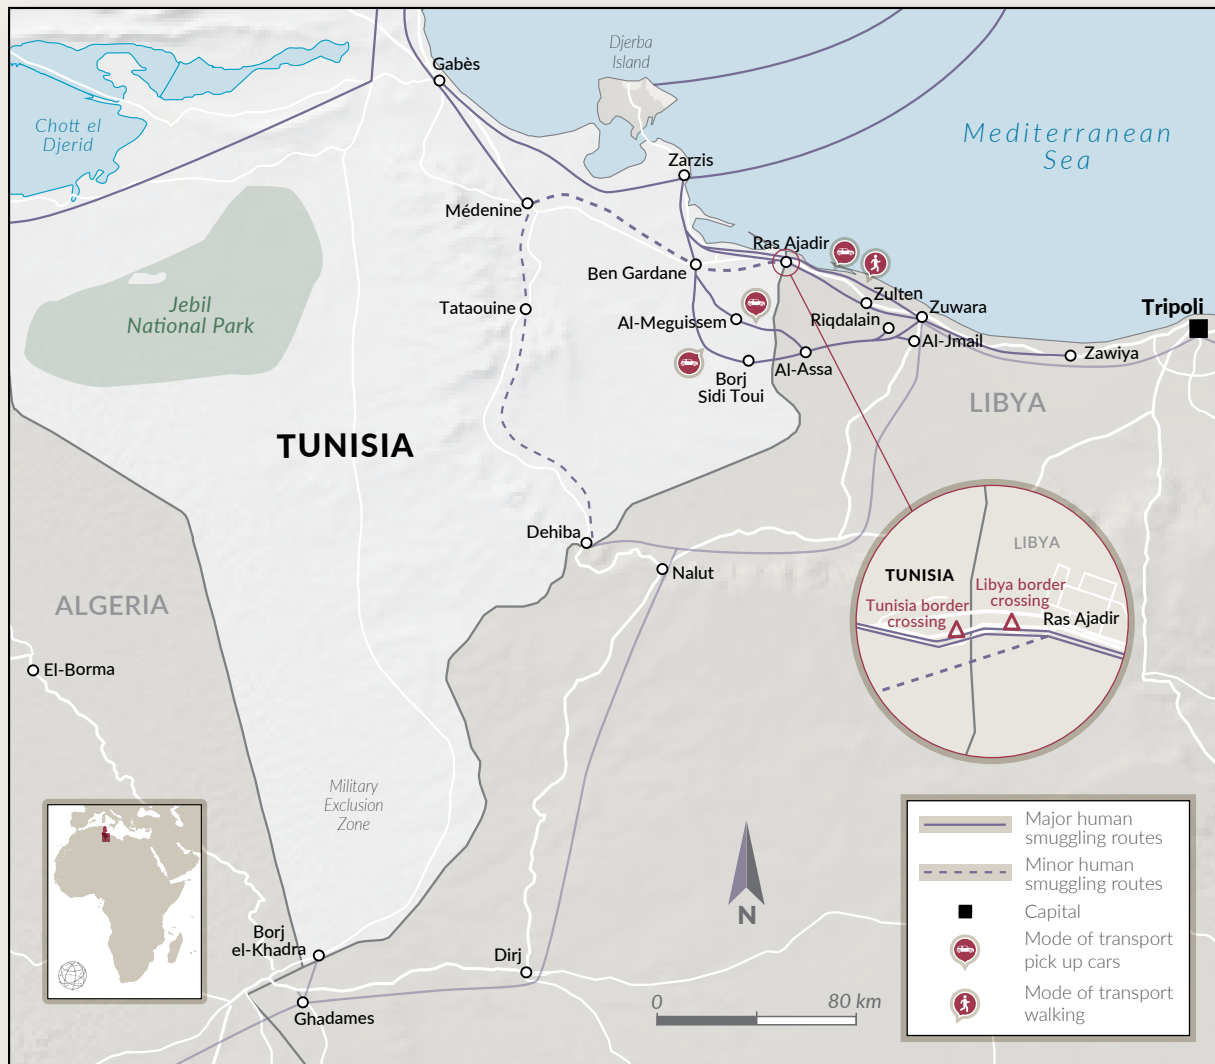 Djerba
Island
Gabès
Chott el
Djerid
Mediterranean
Sea
Zarzis
Médenine
Ras Ajadir
Ben Gardane
Jebil
National Park
Tataouine
Zulten
Zuwara
Al-Meguissem
Riqdalain
Tripoli
Al-Jmail
Zawiya
Al-Assa
Borj
Sidi Toui
LIBYA
TUNISIA
Dehiba
Nalut
ALGERIA
El-Borma
LIBYA
TUNISIA
Libya border
crossing
Tunisia border
crossing
Ras Ajadir
Military
Exclusion
Zone
Borj
el-Khadra
Dirj
Ghadames
N
0
80 km
Major human
smuggling routes
Minor human
smuggling routes
Capital
Mode of transport
pick up cars
Mode of transport
walking